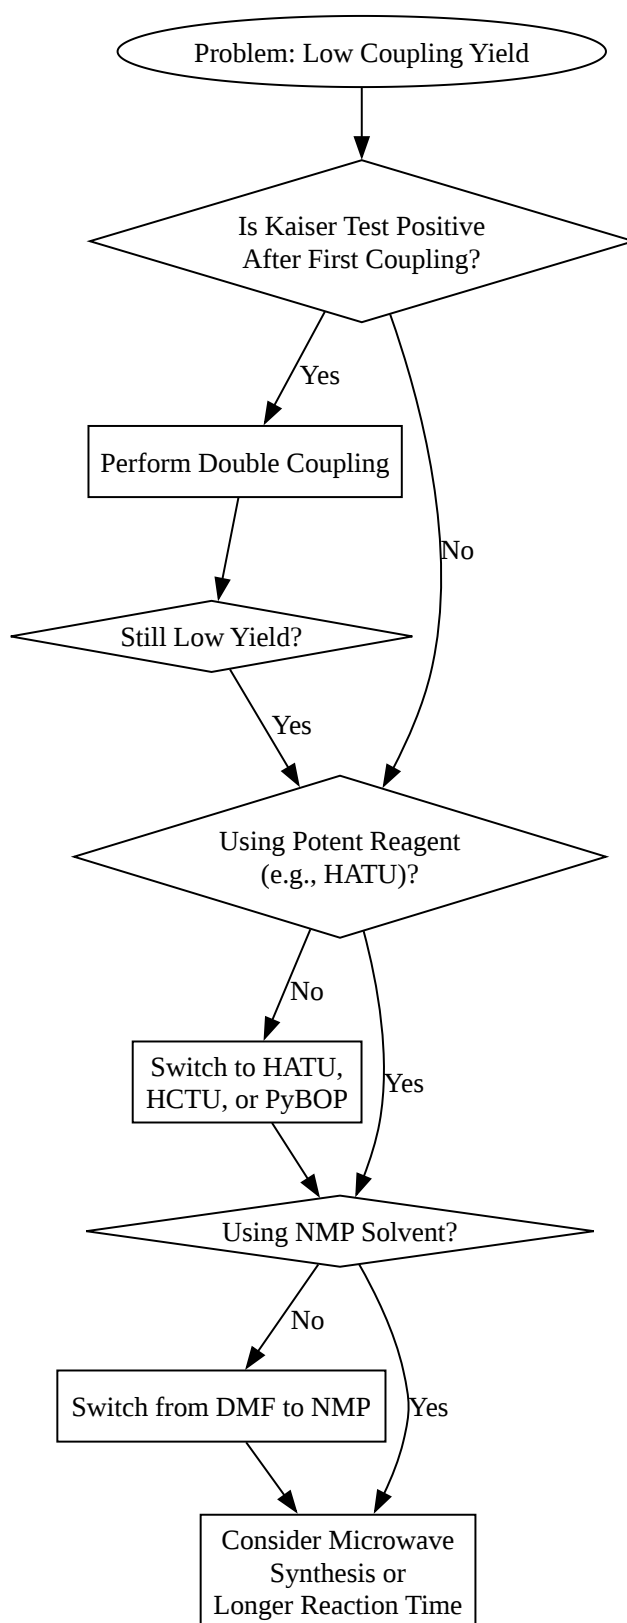 Problem: Low Coupling Yield
Is Kaiser Test Positive
After First Coupling?
Yes
Perform Double Coupling
No
Still Low Yield?
Yes
Using Potent Reagent
(e.g., HATU)?
No
Switch to HATU,
HCTU, or PyBOP
Yes
Using NMP Solvent?
No
Switch from DMF to NMP
Yes
Consider Microwave
Synthesis or
Longer Reaction Time